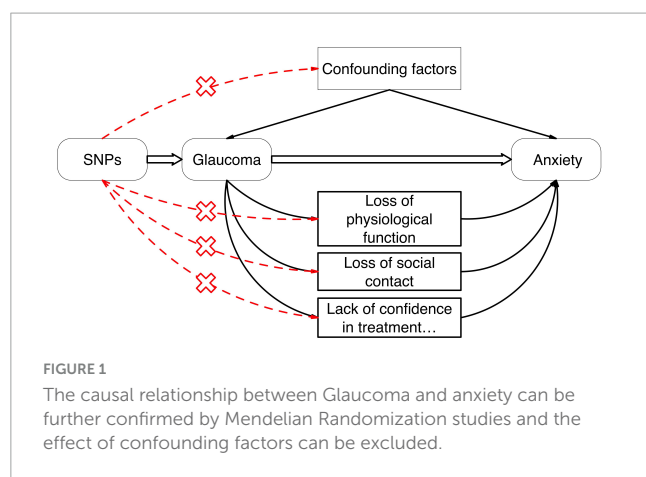 Confounding factors
SNPs
Glaucoma
Anxiety
Loss of
physiological
function
Loss of social
contact
Lack of confidence
in treatment…
FIGURE 1
The causal relationship between Glaucoma and anxiety can be
further confirmed by Mendelian Randomization studies and the
effect of confounding factors can be excluded.